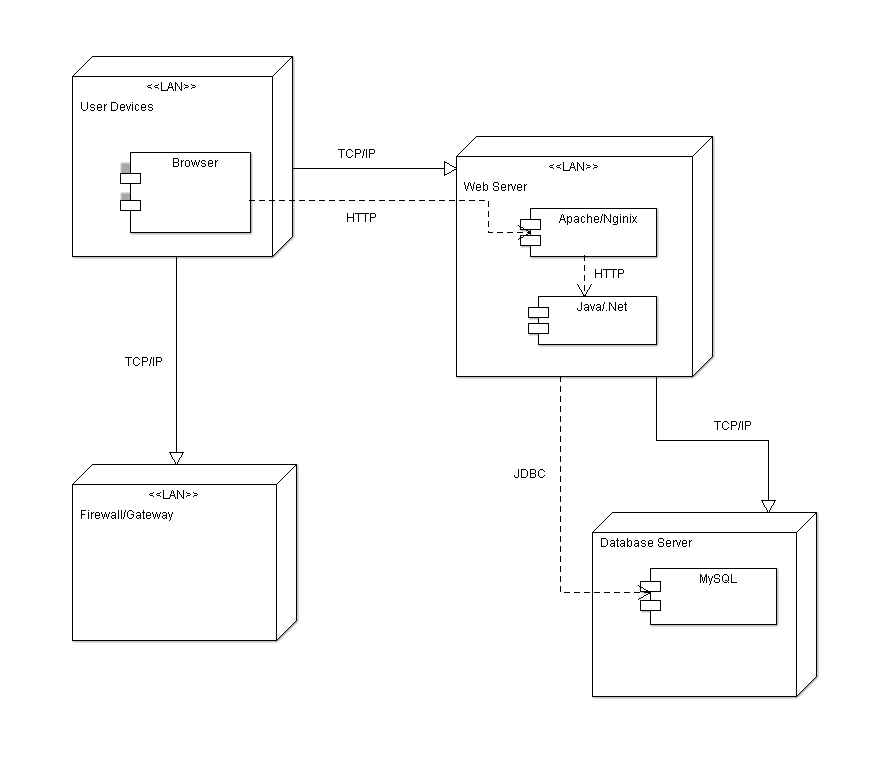 <<LAN>>
User Devices
Browser
TCP/IP
HTTP
<<LAN>>
Web Server
Apache/Nginix
HTTP
Java/.Net
TCP/IP
TCP/IP
JDBC
<<LAN>>
Firewall/Gateway
Database Server
MySQL